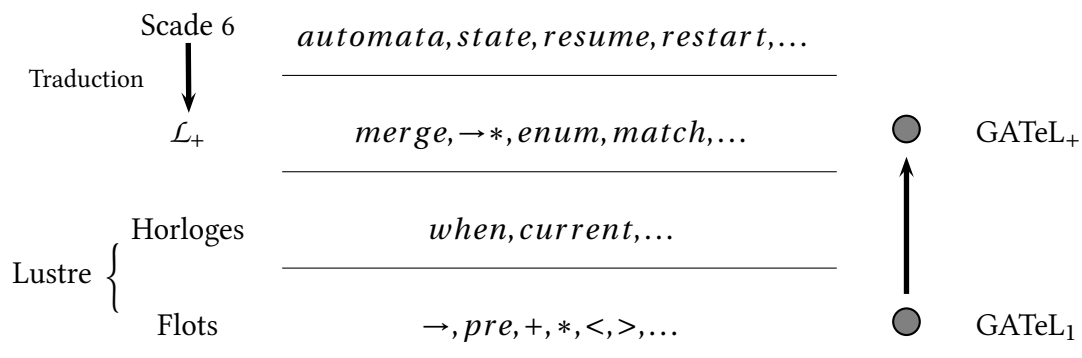 Scade 6 automata, state, resume, restart, ...
Traduction
ℒ₊ merge, →∗, enum, match, ... GATeL₊
Horloges when, current, ...
Lustre {
Flots →, pre, +, ∗, <, >, ... GATeL₁